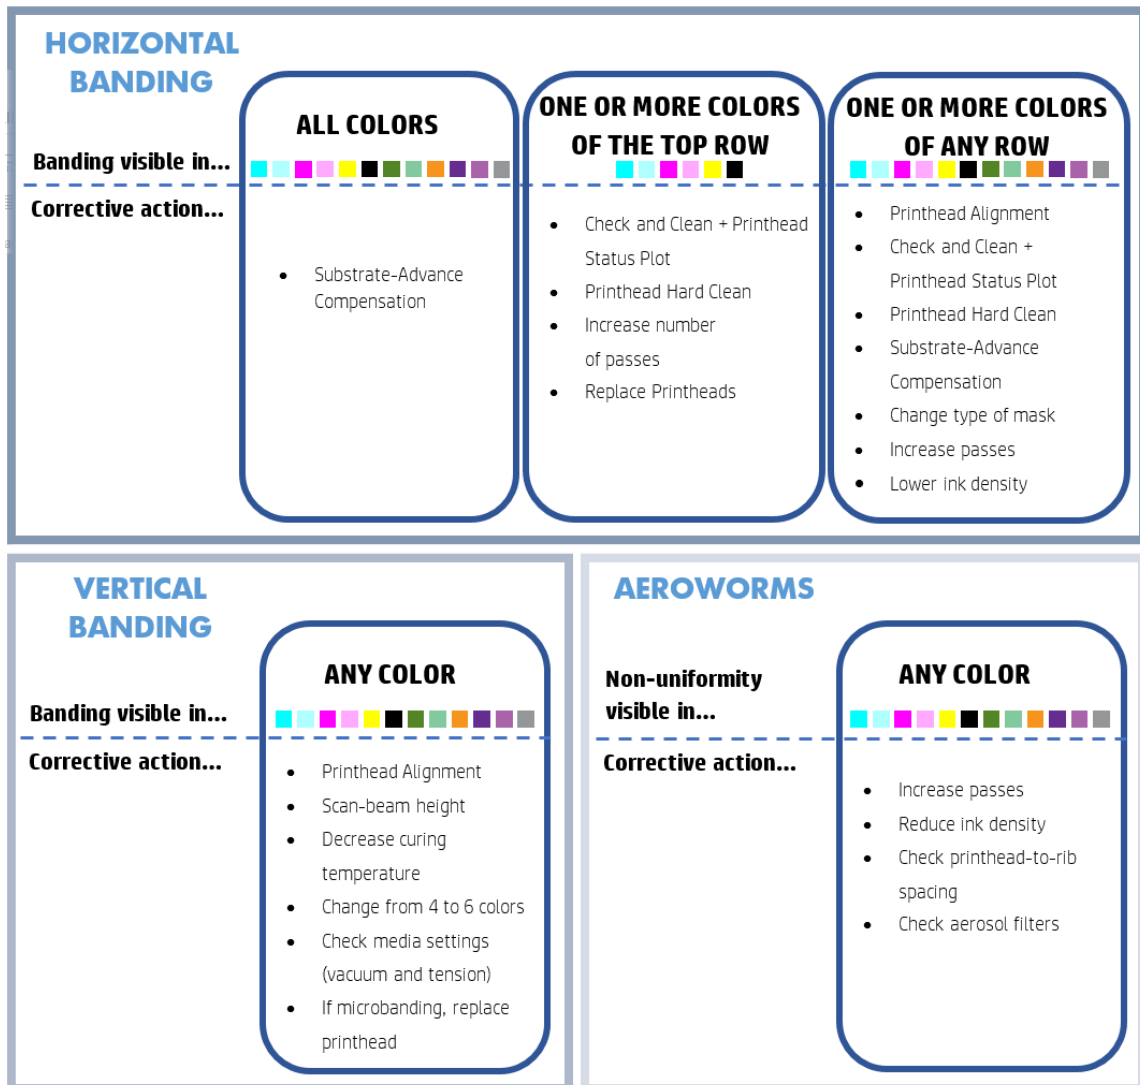 HORIZONTAL
BANDING
Banding visible in...
Corrective action...
ALL COLORS
• Substrate-Advance
Compensation
ONE OR MORE COLORS
OF THE TOP ROW
• Check and Clean + Printhead
Status Plot
• Printhead Hard Clean
• Increase number
of passes
• Replace Printheads
ONE OR MORE COLORS
OF ANY ROW
• Printhead Alignment
• Check and Clean +
Printhead Status Plot
• Printhead Hard Clean
• Substrate-Advance
Compensation
• Change type of mask
• Increase passes
• Lower ink density
VERTICAL
BANDING
Banding visible in...
Corrective action...
ANY COLOR
• Printhead Alignment
• Scan-beam height
• Decrease curing
temperature
• Change from 4 to 6 colors
• Check media settings
(vacuum and tension)
• If microbanding, replace
printhead
AEROWORMS
Non-uniformity
visible in...
Corrective action...
ANY COLOR
• Increase passes
• Reduce ink density
• Check printhead-to-rib
spacing
• Check aerosol filters